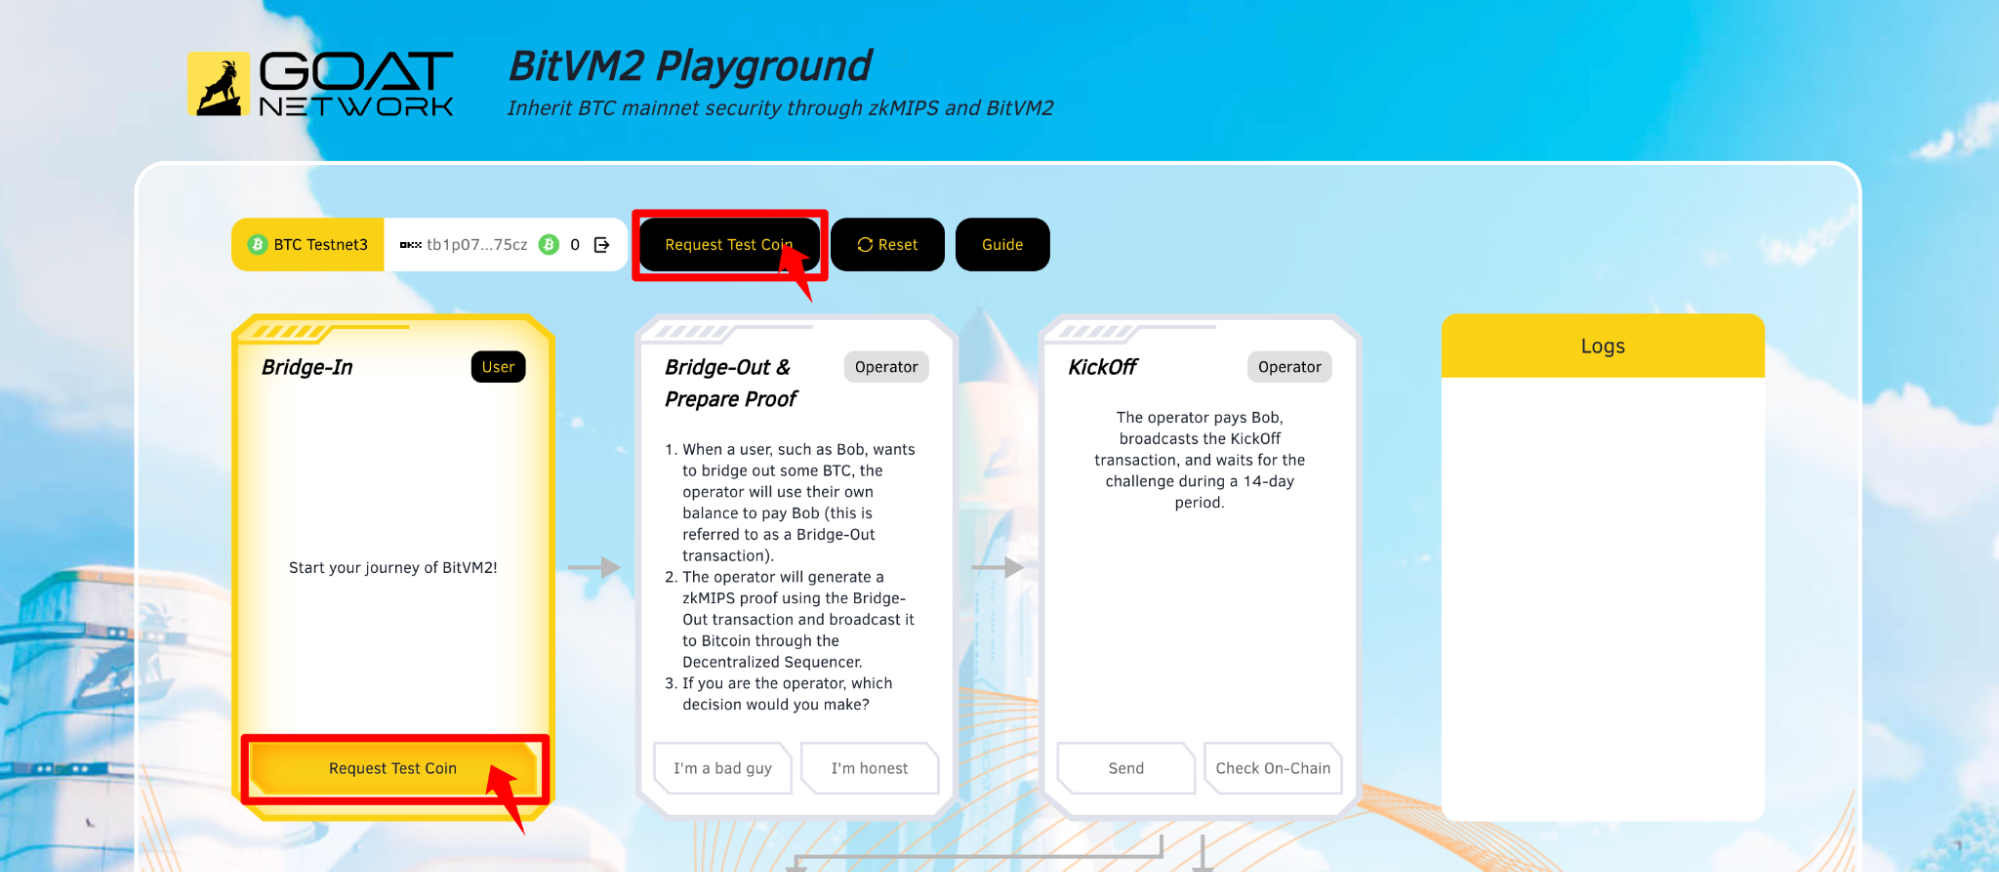 GOAT
NETWORK
BitVM2 Playground
Inherit BTC mainnet security through zkMIPS and BitVM2
BTC Testnet3
OKX tb1p07...75cz 0
Request Test Coin
Reset
Guide
Bridge-In
User
Start your journey of BitVM2!
Request Test Coin
Bridge-Out &
Prepare Proof
Operator
1. When a user, such as Bob, wants
to bridge out some BTC, the
operator will use their own
balance to pay Bob (this is
referred to as a Bridge-Out
transaction).
2. The operator will generate a
zkMIPS proof using the Bridge-
Out transaction and broadcast it
to Bitcoin through the
Decentralized Sequencer.
3. If you are the operator, which
decision would you make?
I'm a bad guy
I'm honest
KickOff
Operator
The operator pays Bob,
broadcasts the KickOff
transaction, and waits for the
challenge during a 14-day
period.
Send
Check On-Chain
Logs